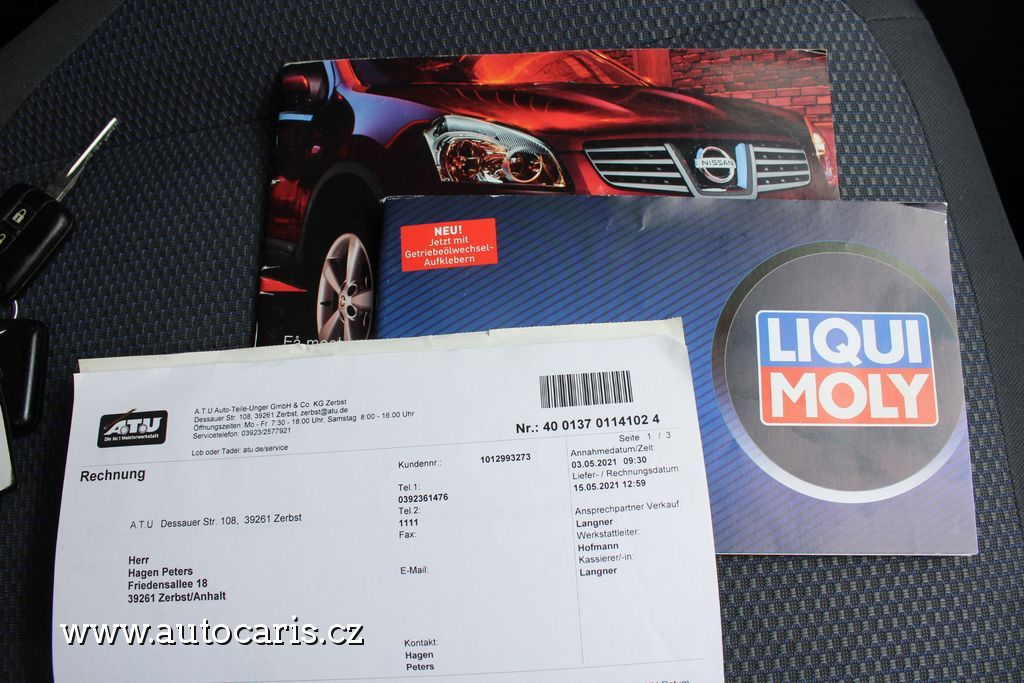 NISSAN
NEU!
Jetzt mit
Getriebeölwechsel-
Aufklebern
LIQUI
MOLY
A.T.U
Die Nr.1 Meisterwerkstatt
A.T.U Auto-Teile-Unger GmbH & Co. KG Zerbst
Dessauer Str. 108, 39261 Zerbst, zerbst@atu.de
Öffnungszeiten: Mo - Fr. 7:30 - 18:00 Uhr, Samstag 8:00 - 16:00 Uhr
Servicetelefon: 03923/2577921
Lob oder Tadel: atu.de/service
Nr.: 40 0137 0114102 4
Seite 1 / 3
Rechnung
Kundennr.: 1012993273
Annahmedatum/Zeit:
03.05.2021 09:30
Liefer- / Rechnungsdatum
15.05.2021 12:59
Tel.1:
0392361476
Tel.2:
1111
Fax:
E-Mail:
Ansprechpartner Verkauf:
Langner
Werkstattleiter:
Hofmann
Kassierer/-in:
Langner
A.T.U Dessauer Str. 108, 39261 Zerbst
Herr
Hagen Peters
Friedensallee 18
39261 Zerbst/Anhalt
Kontakt:
Hagen
Peters
www.autocaris.cz